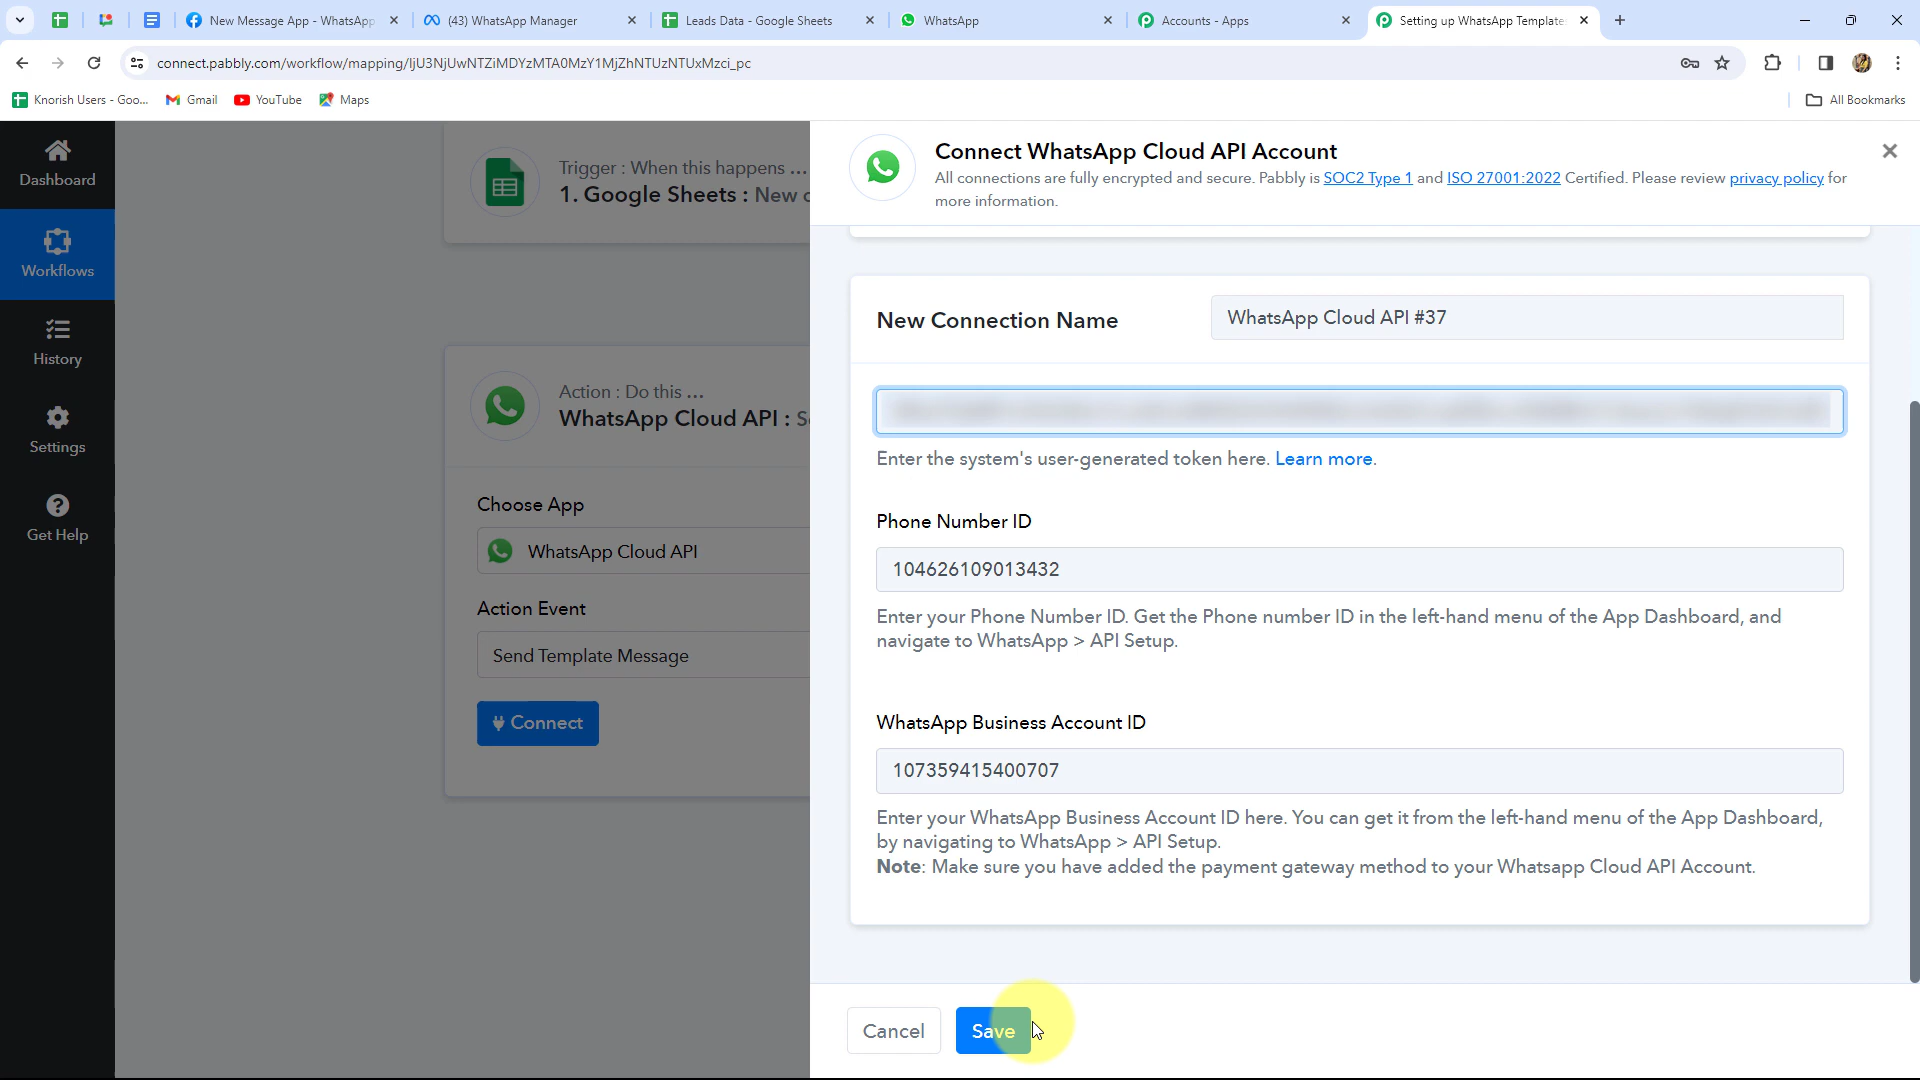 New Message App - WhatsApp
(43) WhatsApp Manager
Leads Data - Google Sheets
WhatsApp
Accounts - Apps
Setting up WhatsApp Template
connect.pabbly.com/workflow/mapping/IjU3NjUwNTZiMDYzMTA0MzY1MjZhNTUzNTUxMzci_pc
Knorish Users - Goo...
Gmail
YouTube
Maps
All Bookmarks
Dashboard
Workflows
History
Settings
Get Help
Trigger : When this happens ...
1. Google Sheets : New
Action : Do this ...
WhatsApp Cloud API :
Choose App
WhatsApp Cloud API
Action Event
Send Template Message
Connect
Connect WhatsApp Cloud API Account
All connections are fully encrypted and secure. Pabbly is SOC2 Type 1 and ISO 27001:2022 Certified. Please review privacy policy for
more information.
New Connection Name
WhatsApp Cloud API #37
Enter the system's user-generated token here. Learn more.
Phone Number ID
104626109013432
Enter your Phone Number ID. Get the Phone number ID in the left-hand menu of the App Dashboard, and
navigate to WhatsApp > API Setup.
WhatsApp Business Account ID
107359415400707
Enter your WhatsApp Business Account ID here. You can get it from the left-hand menu of the App Dashboard,
by navigating to WhatsApp > API Setup.
Note: Make sure you have added the payment gateway method to your Whatsapp Cloud API Account.
Cancel
Save